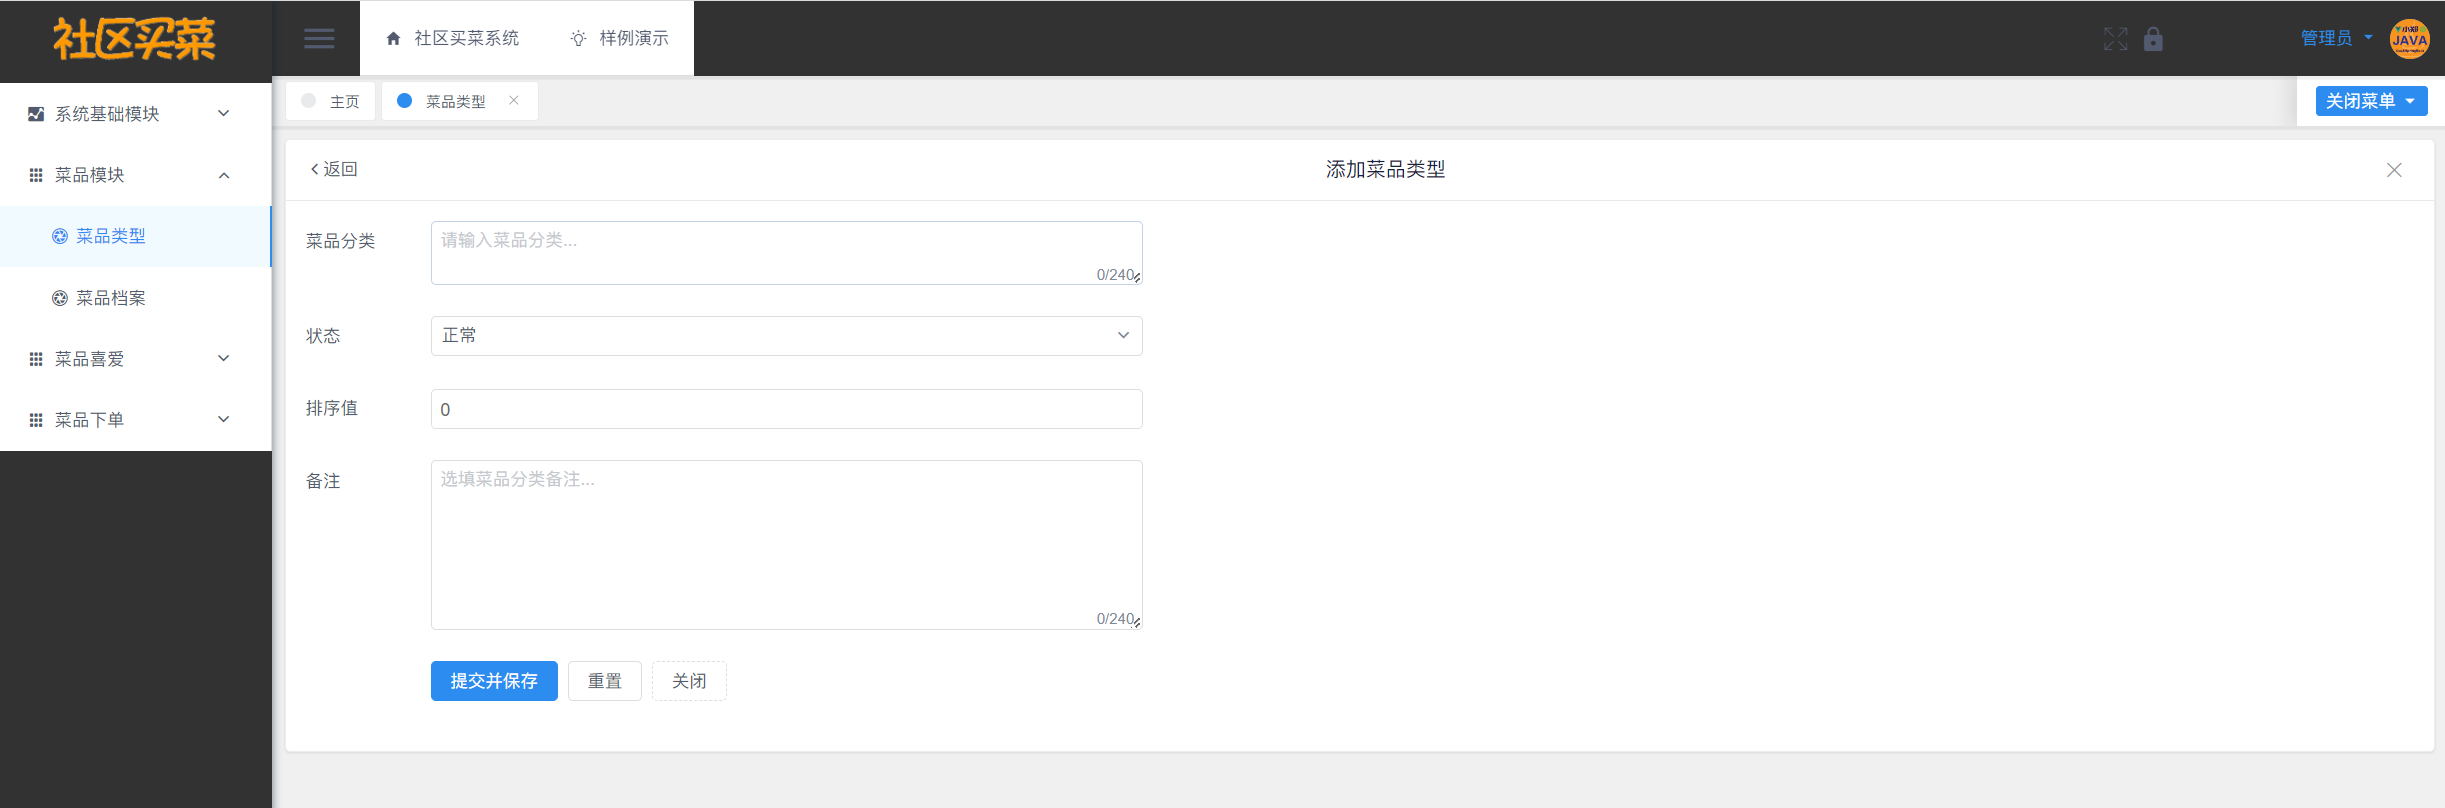 社区买菜
社区买菜系统
样例演示
管理员
JAVA
系统基础模块
菜品模块
菜品类型
菜品档案
菜品喜爱
菜品下单
主页
菜品类型
关闭菜单
返回
添加菜品类型
菜品分类
请输入菜品分类...
0/240
状态
正常
排序值
0
备注
选填菜品分类备注...
0/240
提交并保存
重置
关闭